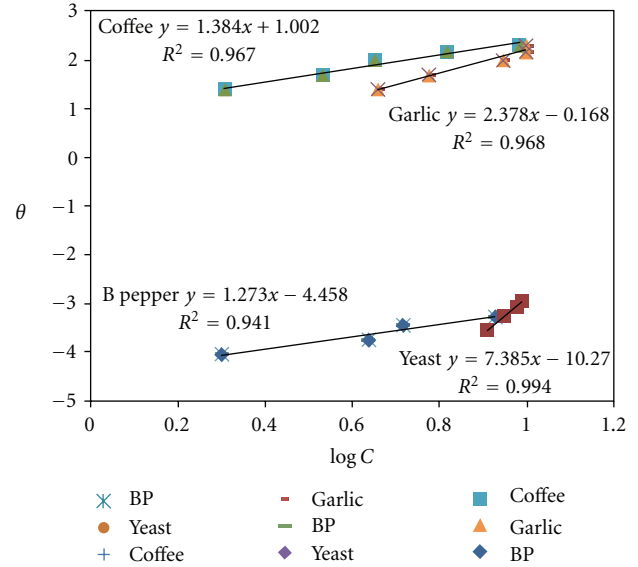 Coffee y = 1.384x + 1.002
R² = 0.967
Garlic y = 2.378x − 0.168
R² = 0.968
B pepper y = 1.273x − 4.458
R² = 0.941
Yeast y = 7.385x − 10.27
R² = 0.994
3
2
1
0
−1
−2
−3
−4
−5
θ
0 0.2 0.4 0.6 0.8 1 1.2
log C
BP Garlic Coffee
Yeast BP Garlic
Coffee Yeast BP